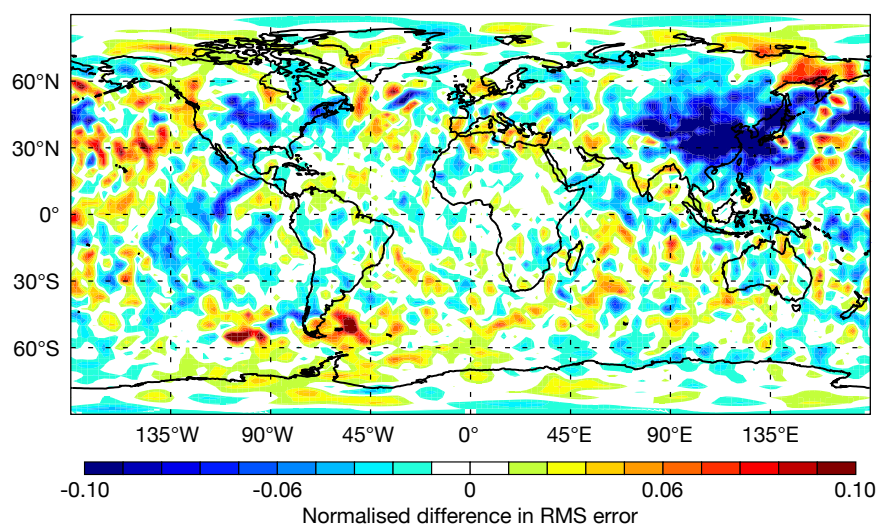 60°N
30°N
0°
30°S
60°S
135°W 90°W 45°W 0° 45°E 90°E 135°E
-0.10 -0.06 0 0.06 0.10
Normalised difference in RMS error